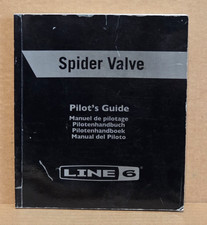 Spider Valve
Pilot's Guide
Manuel de pilotage
Pilotenhandbuch
Pilotenhandboek
Manual del Piloto
LINE 6